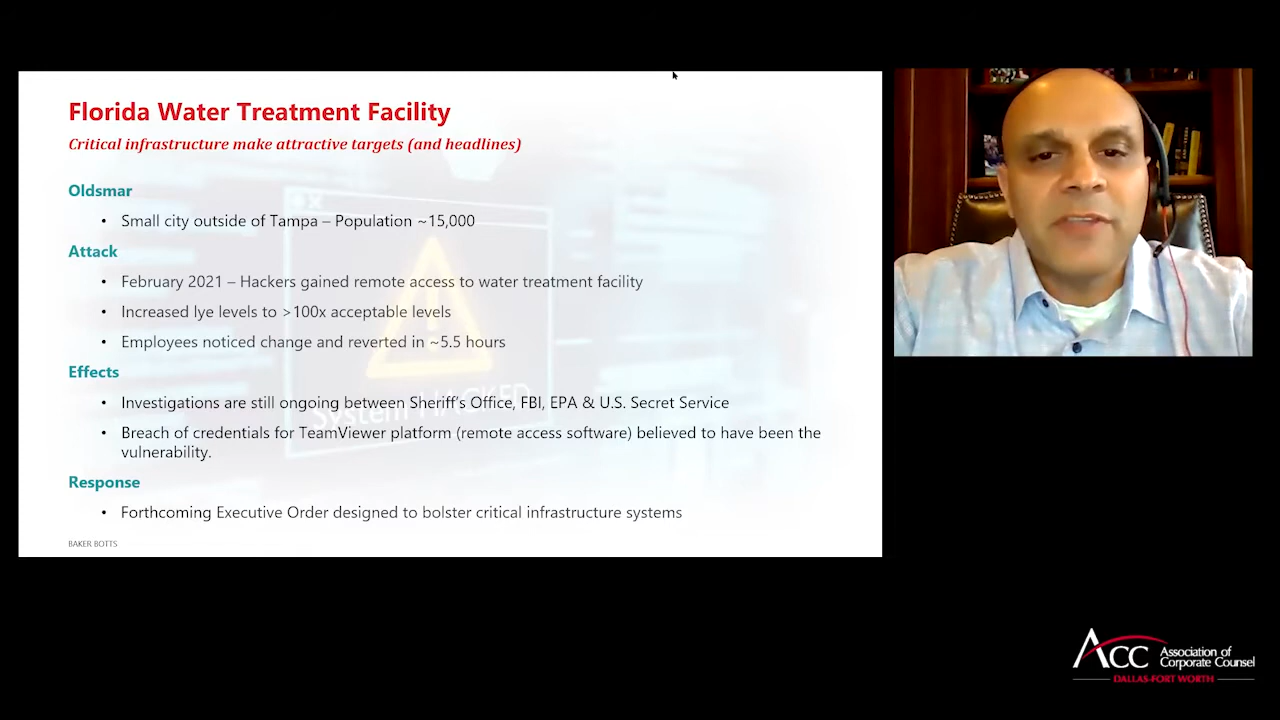 Florida Water Treatment Facility
Critical infrastructure make attractive targets (and headlines)
Oldsmar
• Small city outside of Tampa – Population ~15,000
Attack
• February 2021 – Hackers gained remote access to water treatment facility
• Increased lye levels to >100x acceptable levels
• Employees noticed change and reverted in ~5.5 hours
Effects
• Investigations are still ongoing between Sheriff's Office, FBI, EPA & U.S. Secret Service
System HACKED
• Breach of credentials for TeamViewer platform (remote access software) believed to have been the
vulnerability.
Response
• Forthcoming Executive Order designed to bolster critical infrastructure systems
BAKER BOTTS
ACC Association of
Corporate Counsel
DALLAS-FORT WORTH